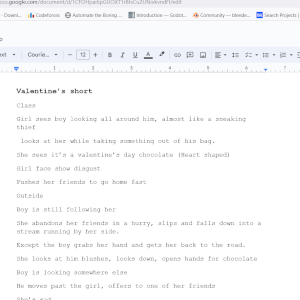 google.com/document/d/
Cookiefox
Automate the Boring ...
Introduction — Godot...
Community — blende...
Search Projects |
ext
Courie...
12
B I U A
Valentine's short
Class
Girl sees boy looking all around him, almost like a sneaking
thief
looks at her while taking something out of his bag.
She sees it's a valentine's day chocolate (Heart shaped)
Girl face show disgust
Pushes her friends to go home fast
Outside
Boy is still following her
She abandons her friends in a hurry, slips and falls down into a
stream running by her side.
Except the boy grabs her hand and gets her back to the road.
She looks at him blushes, looks down, opens hands for chocolate
Boy is looking somewhere else
He moves past the girl, offers to one of her friends
She's sad